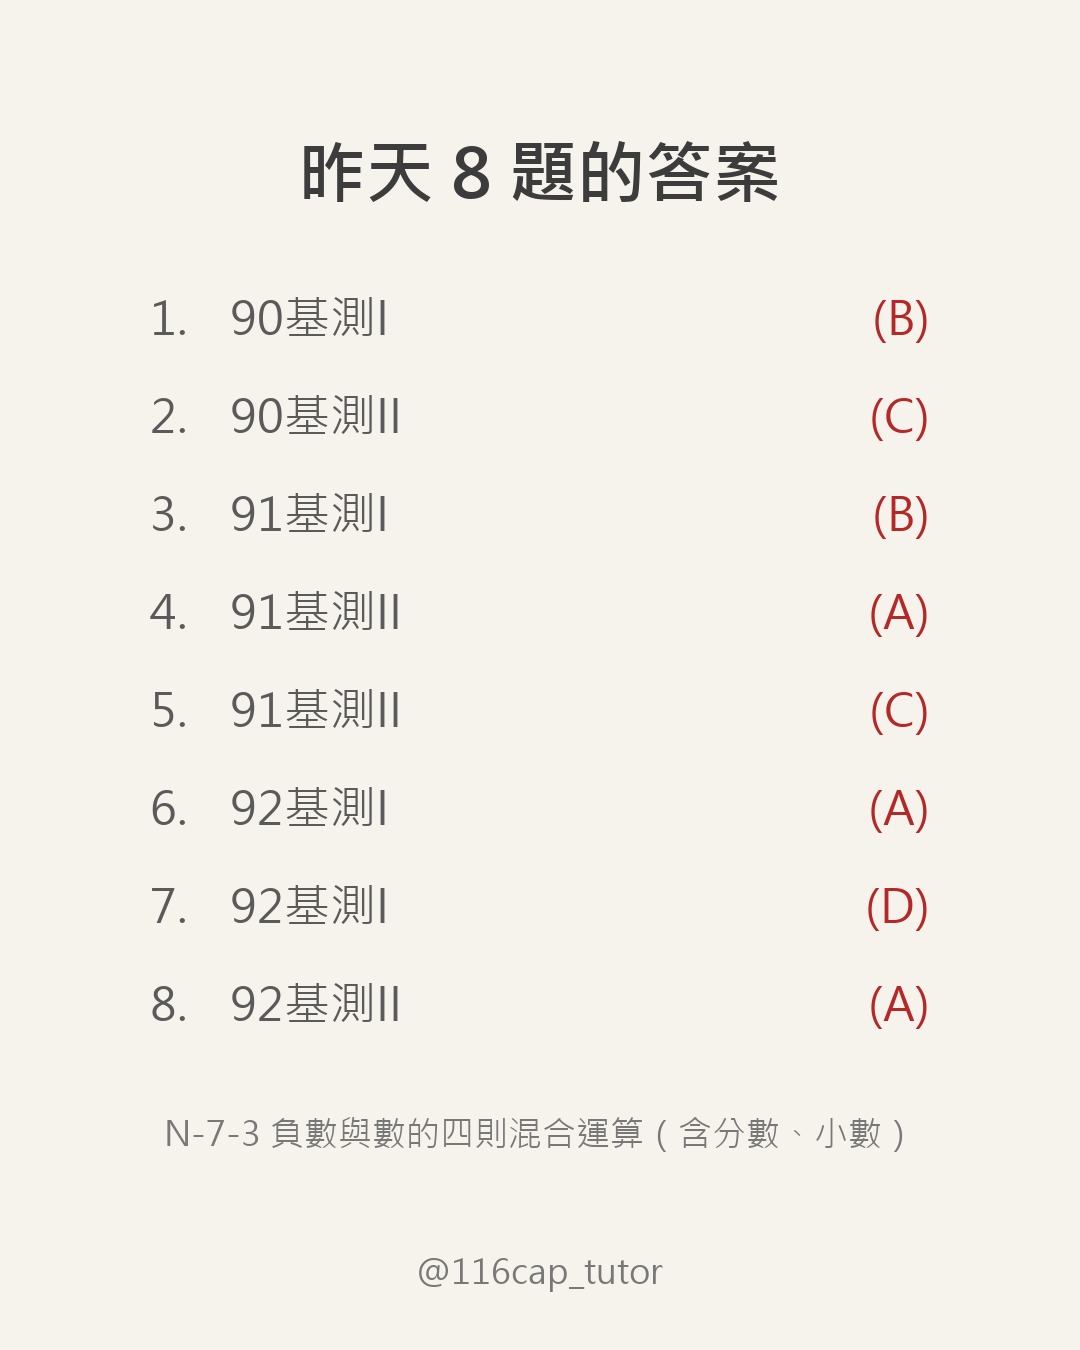 昨天 8 題的答案
1. 90基測I (B)
2. 90基測II (C)
3. 91基測I (B)
4. 91基測II (A)
5. 91基測II (C)
6. 92基測I (A)
7. 92基測I (D)
8. 92基測II (A)
N-7-3 負數與數的四則混合運算（含分數、小數）
@116cap_tutor